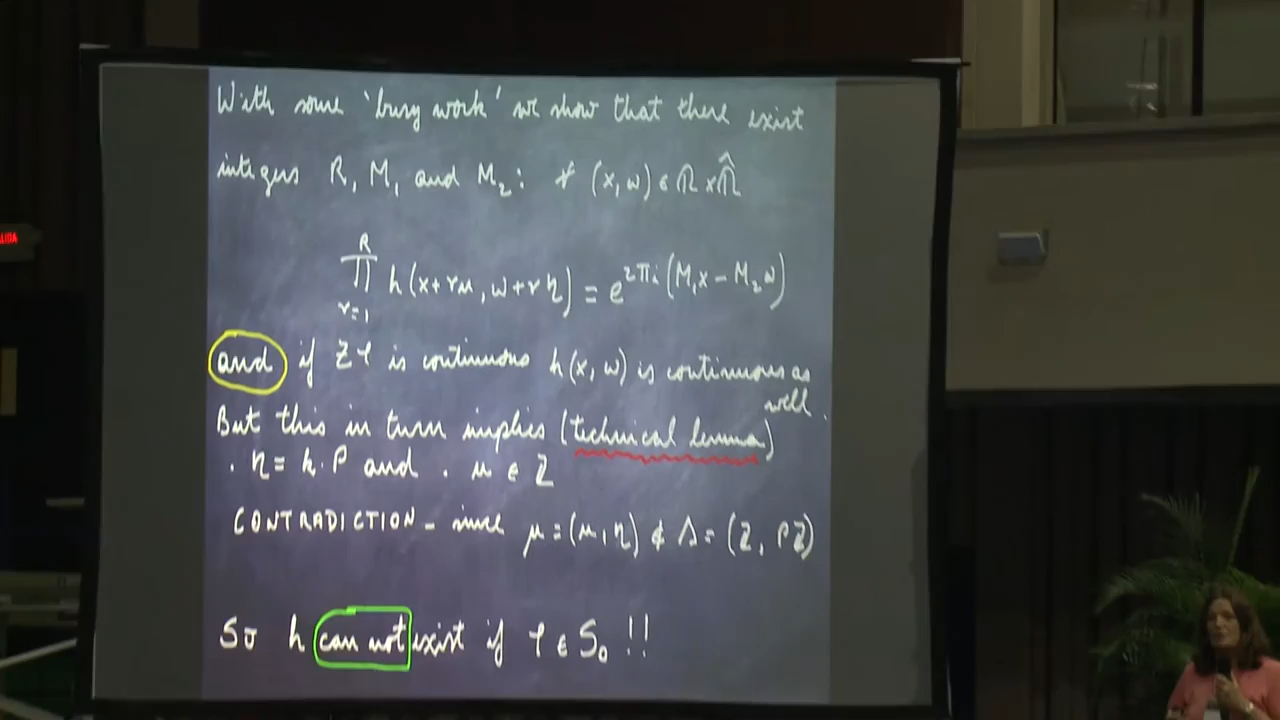 With some 'busy work' we show that there exist
integers R, M₁ and M₂: ∀ (x, ω) ∈ ℝ × ℝ̂
∏_{r=1}^{R} h(x+ru, ω+rη) = e^{2πi(M₁x − M₂ω)}
and if Zφ is continuous h(x, ω) is continuous as
well.
But this in turn implies (technical lemma)
· η = k·P and · u ∈ ℤ
CONTRADICTION – since μ = (u, η) ∉ Λ = (ℤ, Pℤ)
So h can not exist if φ ∈ S₀ !!